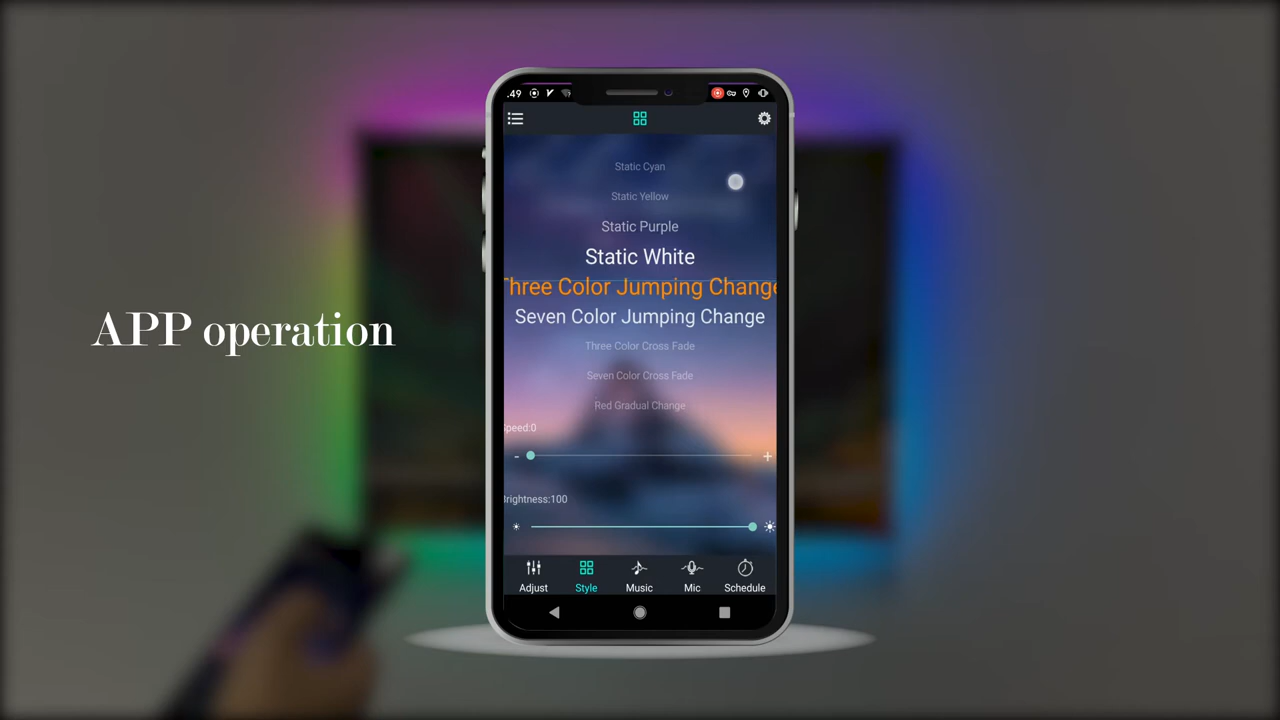 .49
Static Cyan
Static Yellow
Static Purple
Static White
Three Color Jumping Change
Seven Color Jumping Change
Three Color Cross Fade
Seven Color Cross Fade
Red Gradual Change
Speed:0
- +
Brightness:100
Adjust Style Music Mic Schedule
APP operation